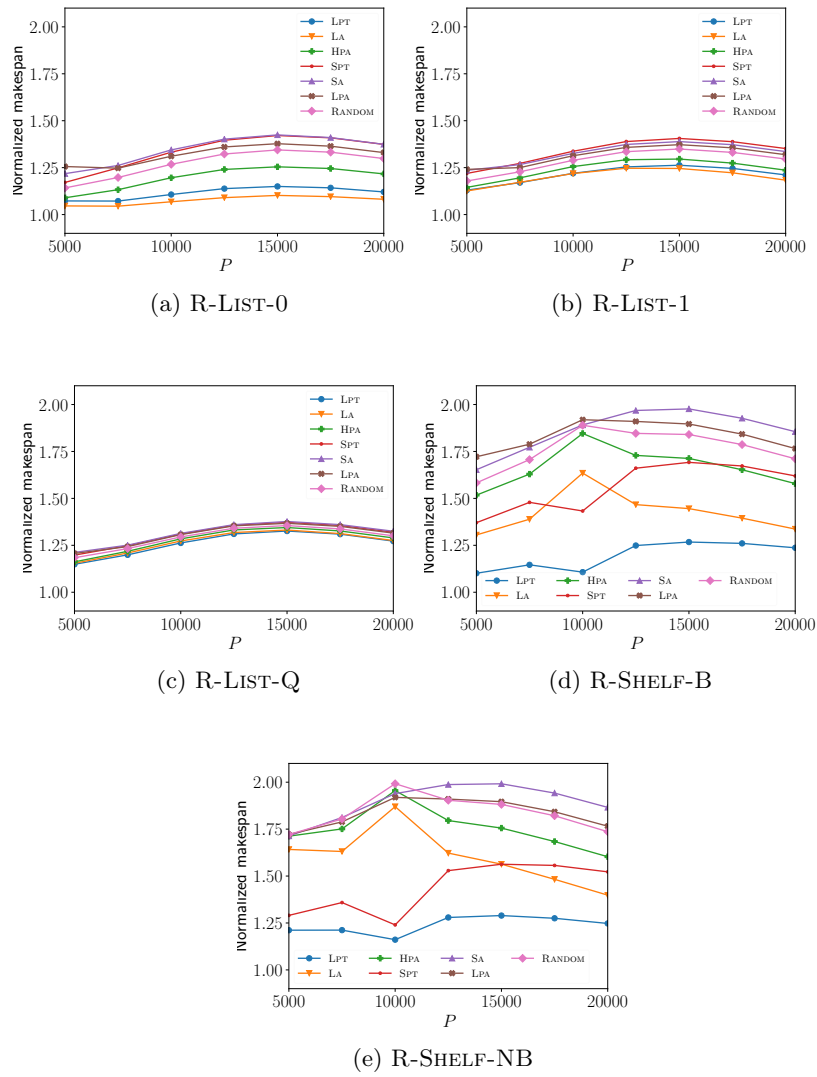 2.00
1.75
1.50
1.25
1.00
Normalized makespan
LPT
LA
HPA
SPT
SA
LPA
RANDOM
5000 10000 15000 20000
P
(a) R-LIST-0
2.00
1.75
1.50
1.25
1.00
Normalized makespan
LPT
LA
HPA
SPT
SA
LPA
RANDOM
5000 10000 15000 20000
P
(b) R-LIST-1
2.00
1.75
1.50
1.25
1.00
Normalized makespan
LPT
LA
HPA
SPT
SA
LPA
RANDOM
5000 10000 15000 20000
P
(c) R-LIST-Q
2.00
1.75
1.50
1.25
1.00
Normalized makespan
LPT HPA SA RANDOM
LA SPT LPA
5000 10000 15000 20000
P
(d) R-SHELF-B
2.00
1.75
1.50
1.25
1.00
Normalized makespan
LPT HPA SA RANDOM
LA SPT LPA
5000 10000 15000 20000
P
(e) R-SHELF-NB